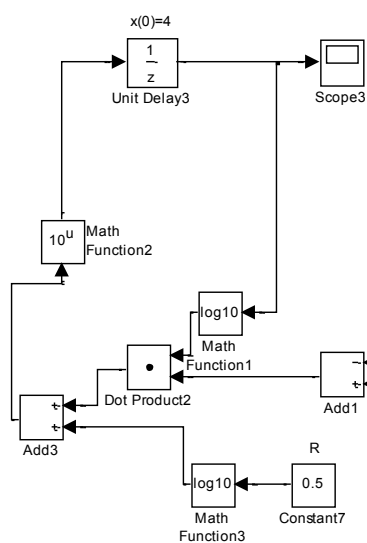 x(0)=4
1
z
Unit Delay3
Scope3
10u
Math
Function2
log10
Math
Function1
Dot Product2
−
+
Add1
+
+
Add3
R
log10
0.5
Math
Function3
Constant7